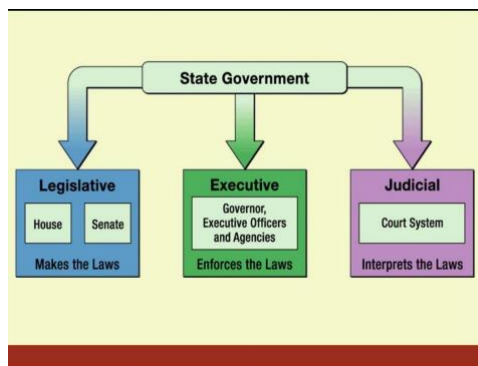 State Government
Legislative
House
Senate
Makes the Laws
Executive
Governor,
Executive Officers
and Agencies
Enforces the Laws
Judicial
Court System
Interprets the Laws